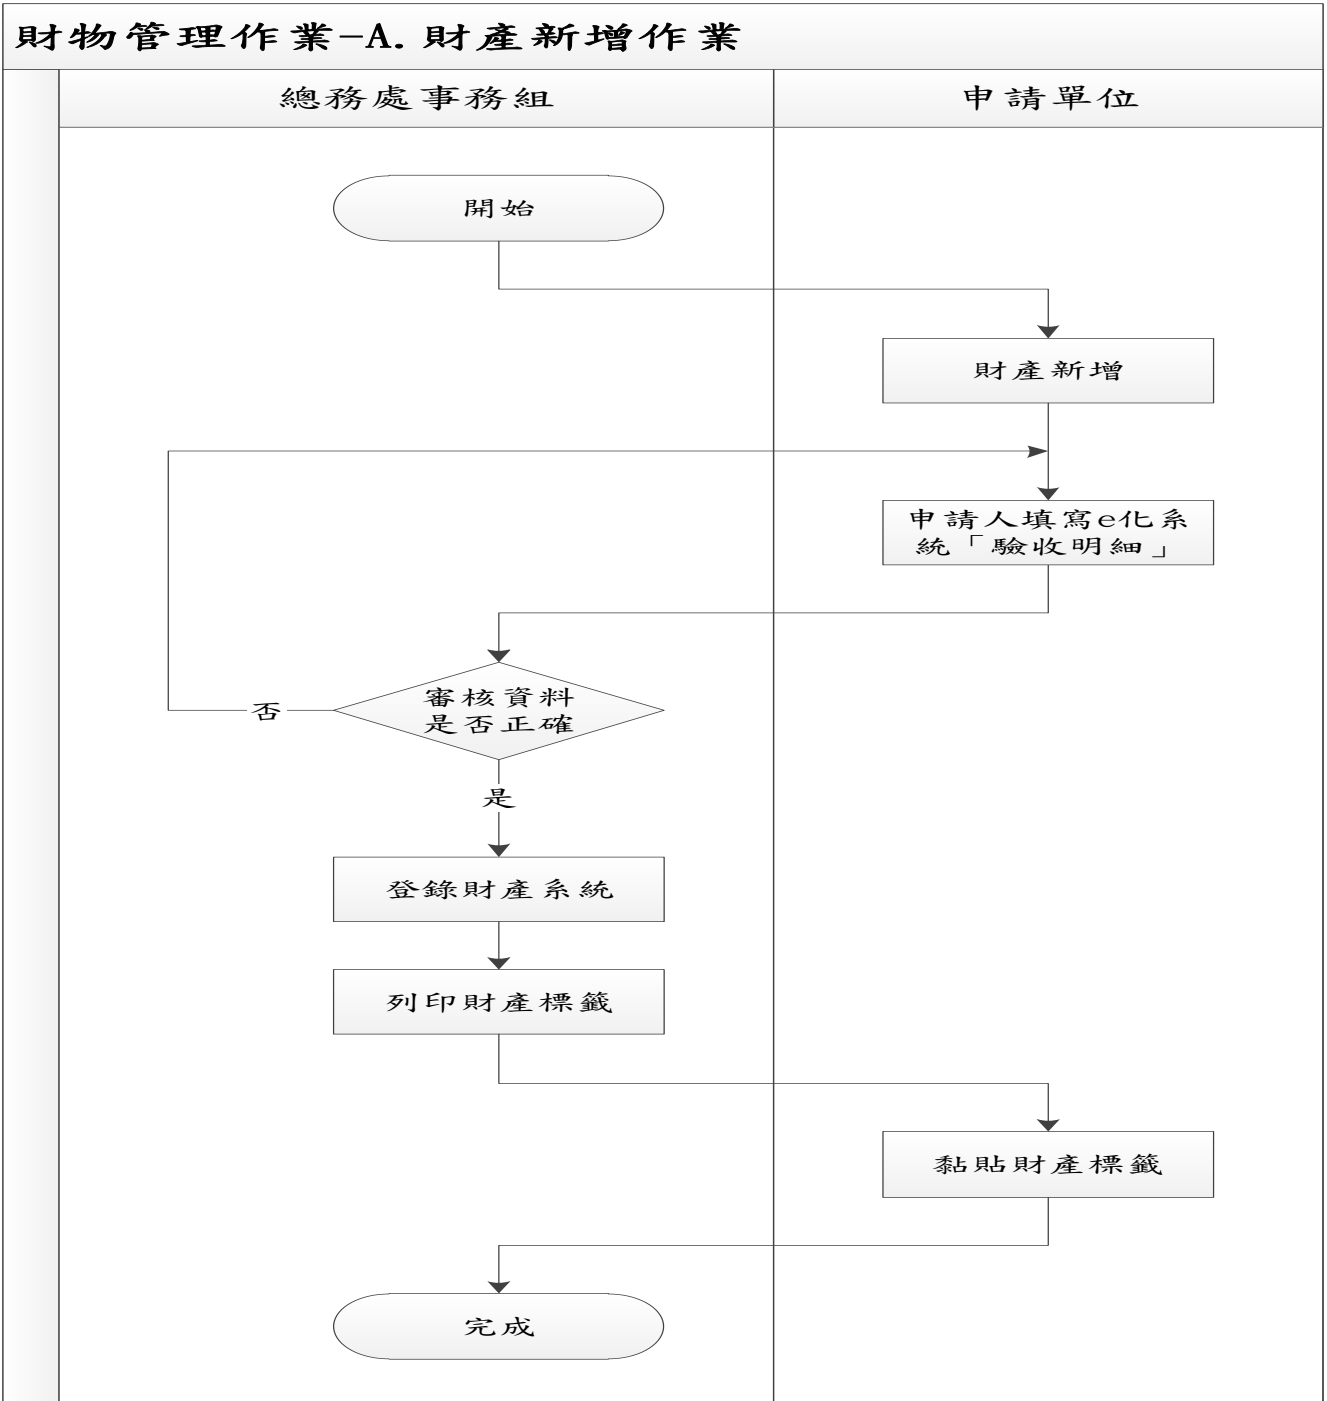 財物管理作業-A.財產新增作業
總務處事務組
申請單位
開始
財產新增
申請人填寫e化系
統「驗收明細」
審核資料
是否正確
否
是
登錄財產系統
列印財產標籤
黏貼財產標籤
完成